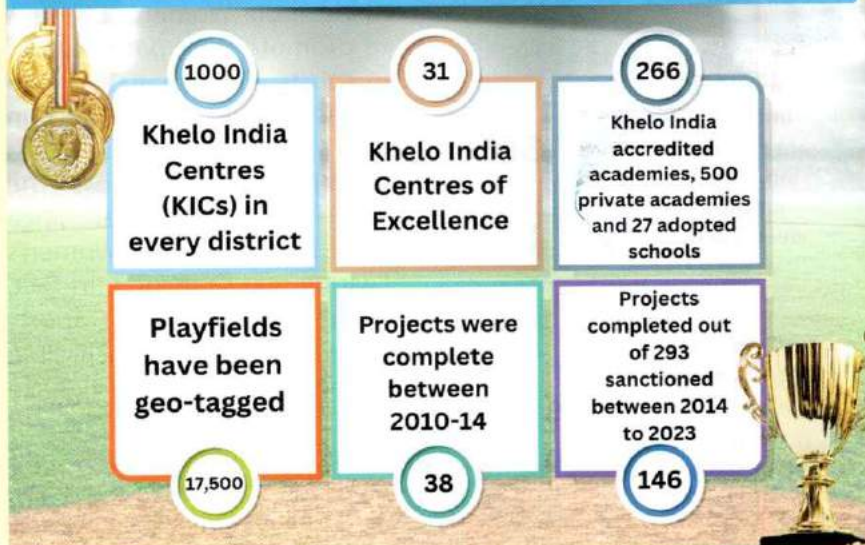 1000
Khelo India
Centres
(KICs) in
every district
31
Khelo India
Centres of
Excellence
266
Khelo India
accredited
academies, 500
private academies
and 27 adopted
schools
Playfields
have been
geo-tagged
17,500
Projects were
complete
between
2010-14
38
Projects
completed out
of 293
sanctioned
between 2014
to 2023
146